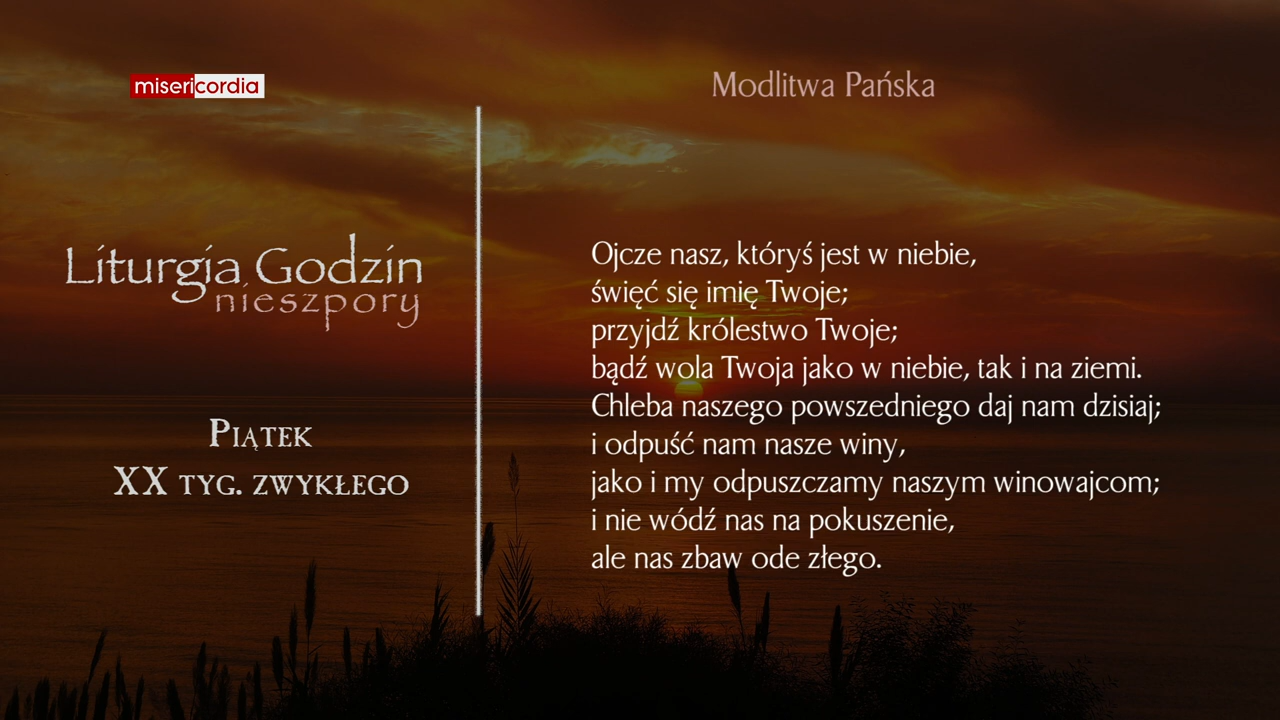 misericordia
Liturgia Godzin
nieszpory
Piątek
XX tyg. zwykłego
Modlitwa Pańska
Ojcze nasz, któryś jest w niebie,
święć się imię Twoje;
przyjdź królestwo Twoje;
bądź wola Twoja jako w niebie, tak i na ziemi.
Chleba naszego powszedniego daj nam dzisiaj;
i odpuść nam nasze winy,
jako i my odpuszczamy naszym winowajcom;
i nie wódź nas na pokuszenie,
ale nas zbaw ode złego.